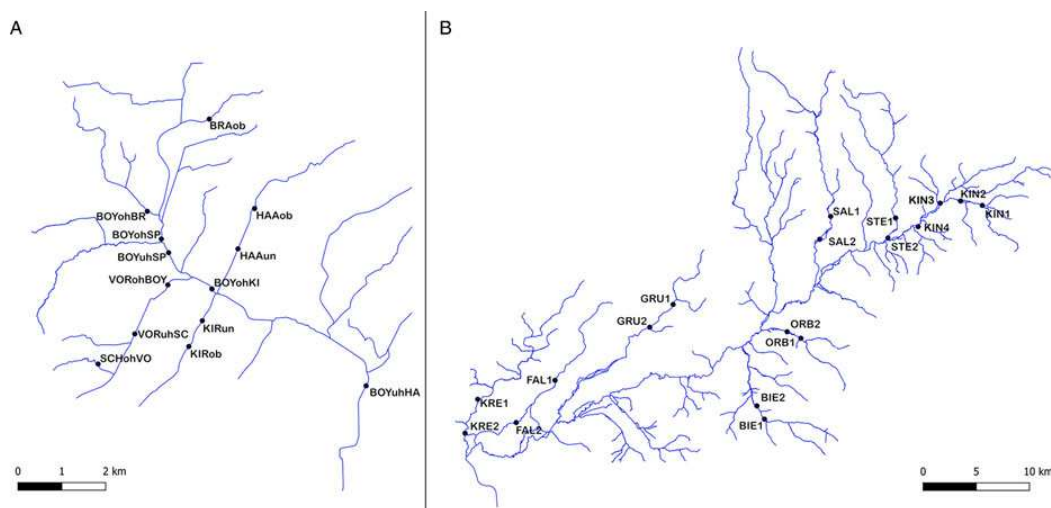 A
BRAob
BOYohBR
HAAob
BOYohSP
BOYuhSP
HAAun
VORohBOY
BOYohKI
KIRun
VORuhSC
KIRob
SCHohVO
BOYuhHA
0 1 2 km
B
KIN2
KIN3
KIN1
SAL1
STE1
KIN4
SAL2
STE2
GRU1
GRU2
ORB2
ORB1
FAL1
KRE1
BIE2
BIE1
KRE2
FAL2
0 5 10 km